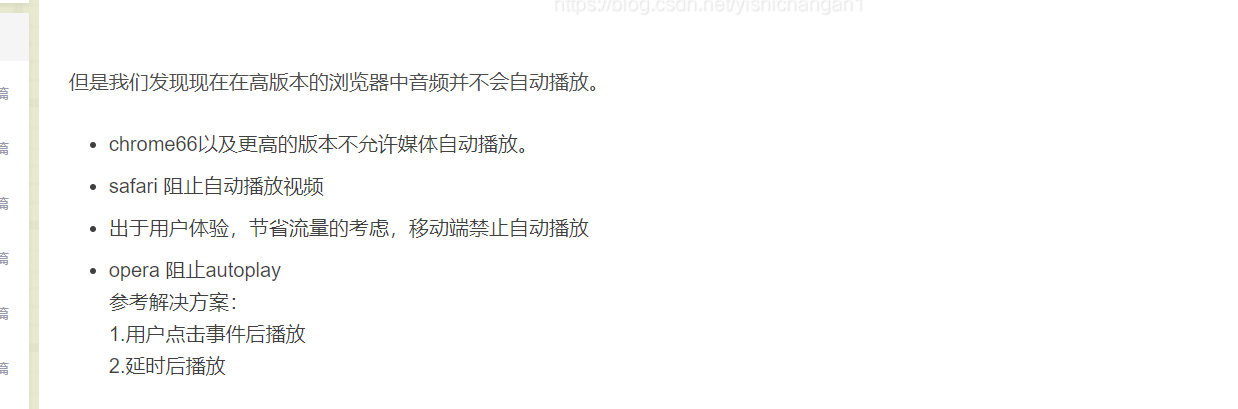 https://blog.csdn.net/yishichangan1
但是我们发现现在在高版本的浏览器中音频并不会自动播放。
篇
chrome66以及更高的版本不允许媒体自动播放。
篇
safari 阻止自动播放视频
篇
出于用户体验，节省流量的考虑，移动端禁止自动播放
篇
opera 阻止autoplay
参考解决方案：
篇
1.用户点击事件后播放
篇
2.延时后播放